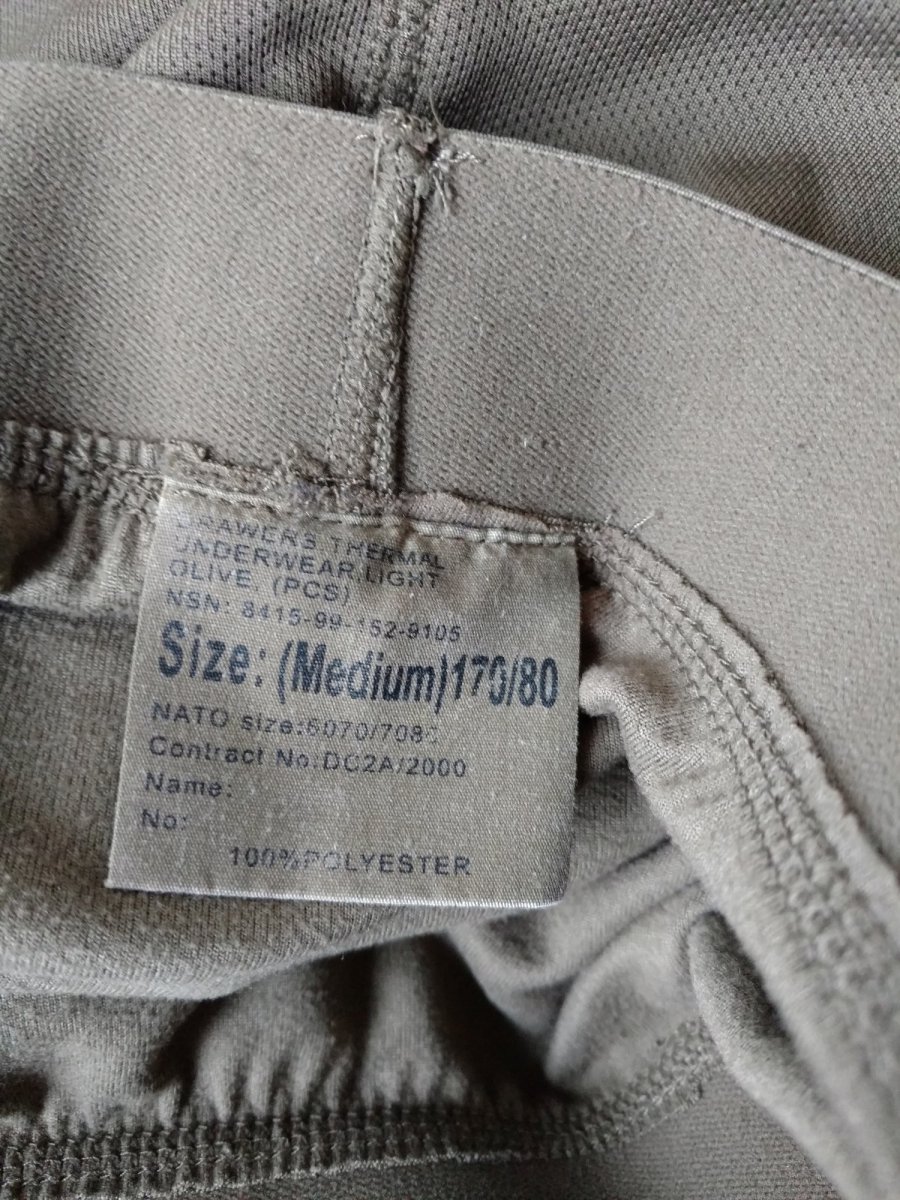 DRAWERS THERMAL
UNDERWEAR,LIGHT
OLIVE, (PCS)
NSN: 8415-99-152-9105
Size: (Medium)170/80
NATO size:
Contract No:DC2A/2000
Name:
No:
100%POLYESTER